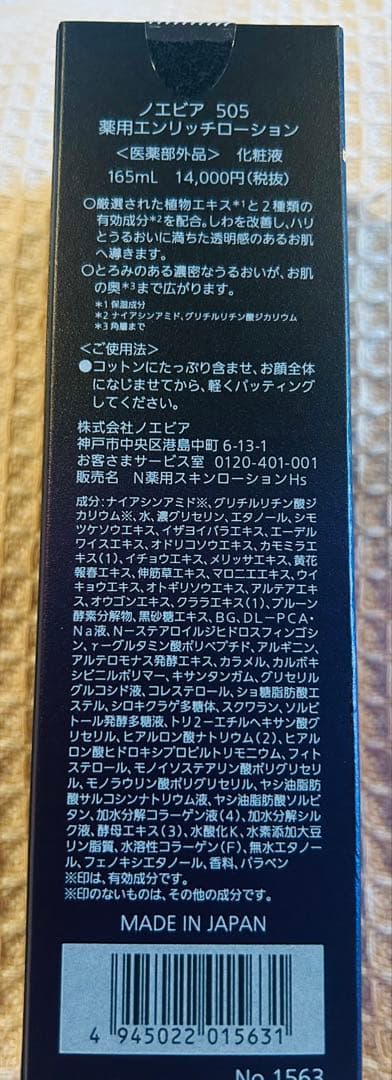 ノエビア 505
薬用エンリッチローション
＜医薬部外品＞ 化粧液
165mL 14,000円(税抜)
○厳選された植物エキス*1と2種類の
有効成分*2を配合。しわを改善し、ハリ
とうるおいに満ちた透明感のあるお肌
へ導きます。
○とろみのある濃密なうるおいが、お肌
の奥*3まで広がります。
*1 保湿成分
*2 ナイアシンアミド、グリチルリチン酸ジカリウム
*3 角層まで
＜ご使用法＞
●コットンにたっぷり含ませ、お顔全体
になじませてから、軽くパッティング
してください。
株式会社ノエビア
神戸市中央区港島中町 6-13-1
お客さまサービス室 0120-401-001
販売名 N薬用スキンローションHs
成分:ナイアシンアミド※、グリチルリチン酸ジ
カリウム※、水、濃グリセリン、エタノール、シモ
ツケソウエキス、イザヨイバラエキス、エーデル
ワイスエキス、オドリコソウエキス、カモミラエ
キス(1)、イチョウエキス、メリッサエキス、黄花
報春エキス、伸筋草エキス、マロニエエキス、ウイ
キョウエキス、オトギリソウエキス、アルテアエキ
ス、オウゴンエキス、クララエキス(1)、プルーン
酵素分解物、黒砂糖エキス、BG、DL-PCA・
Na液、N-ステアロイルジヒドロスフィンゴシ
ン、γ-グルタミン酸ポリペプチド、アルギニン、
アルテロモナス発酵エキス、カラメル、カルボキ
シビニルポリマー、キサンタンガム、グリセリル
グルコシド液、コレステロール、ショ糖脂肪酸エ
ステル、シロキクラゲ多糖体、スクワラン、ソルビ
トール発酵多糖液、トリ2-エチルヘキサン酸グ
リセリル、ヒアルロン酸ナトリウム(2)、ヒアル
ロン酸ヒドロキシプロピルトリモニウム、フィト
ステロール、モノイソステアリン酸ポリグリセリ
ル、モノラウリン酸ポリグリセリル、ヤシ油脂肪
酸サルコシンナトリウム液、ヤシ油脂肪酸ソルビ
タン、加水分解コラーゲン液(4)、加水分解シル
ク液、酵母エキス(3)、水酸化K、水素添加大豆
リン脂質、水溶性コラーゲン(F)、無水エタノー
ル、フェノキシエタノール、香料、パラベン
※印は、有効成分です。
※印のないものは、その他の成分です。
MADE IN JAPAN
4 945022 015631
No.1563